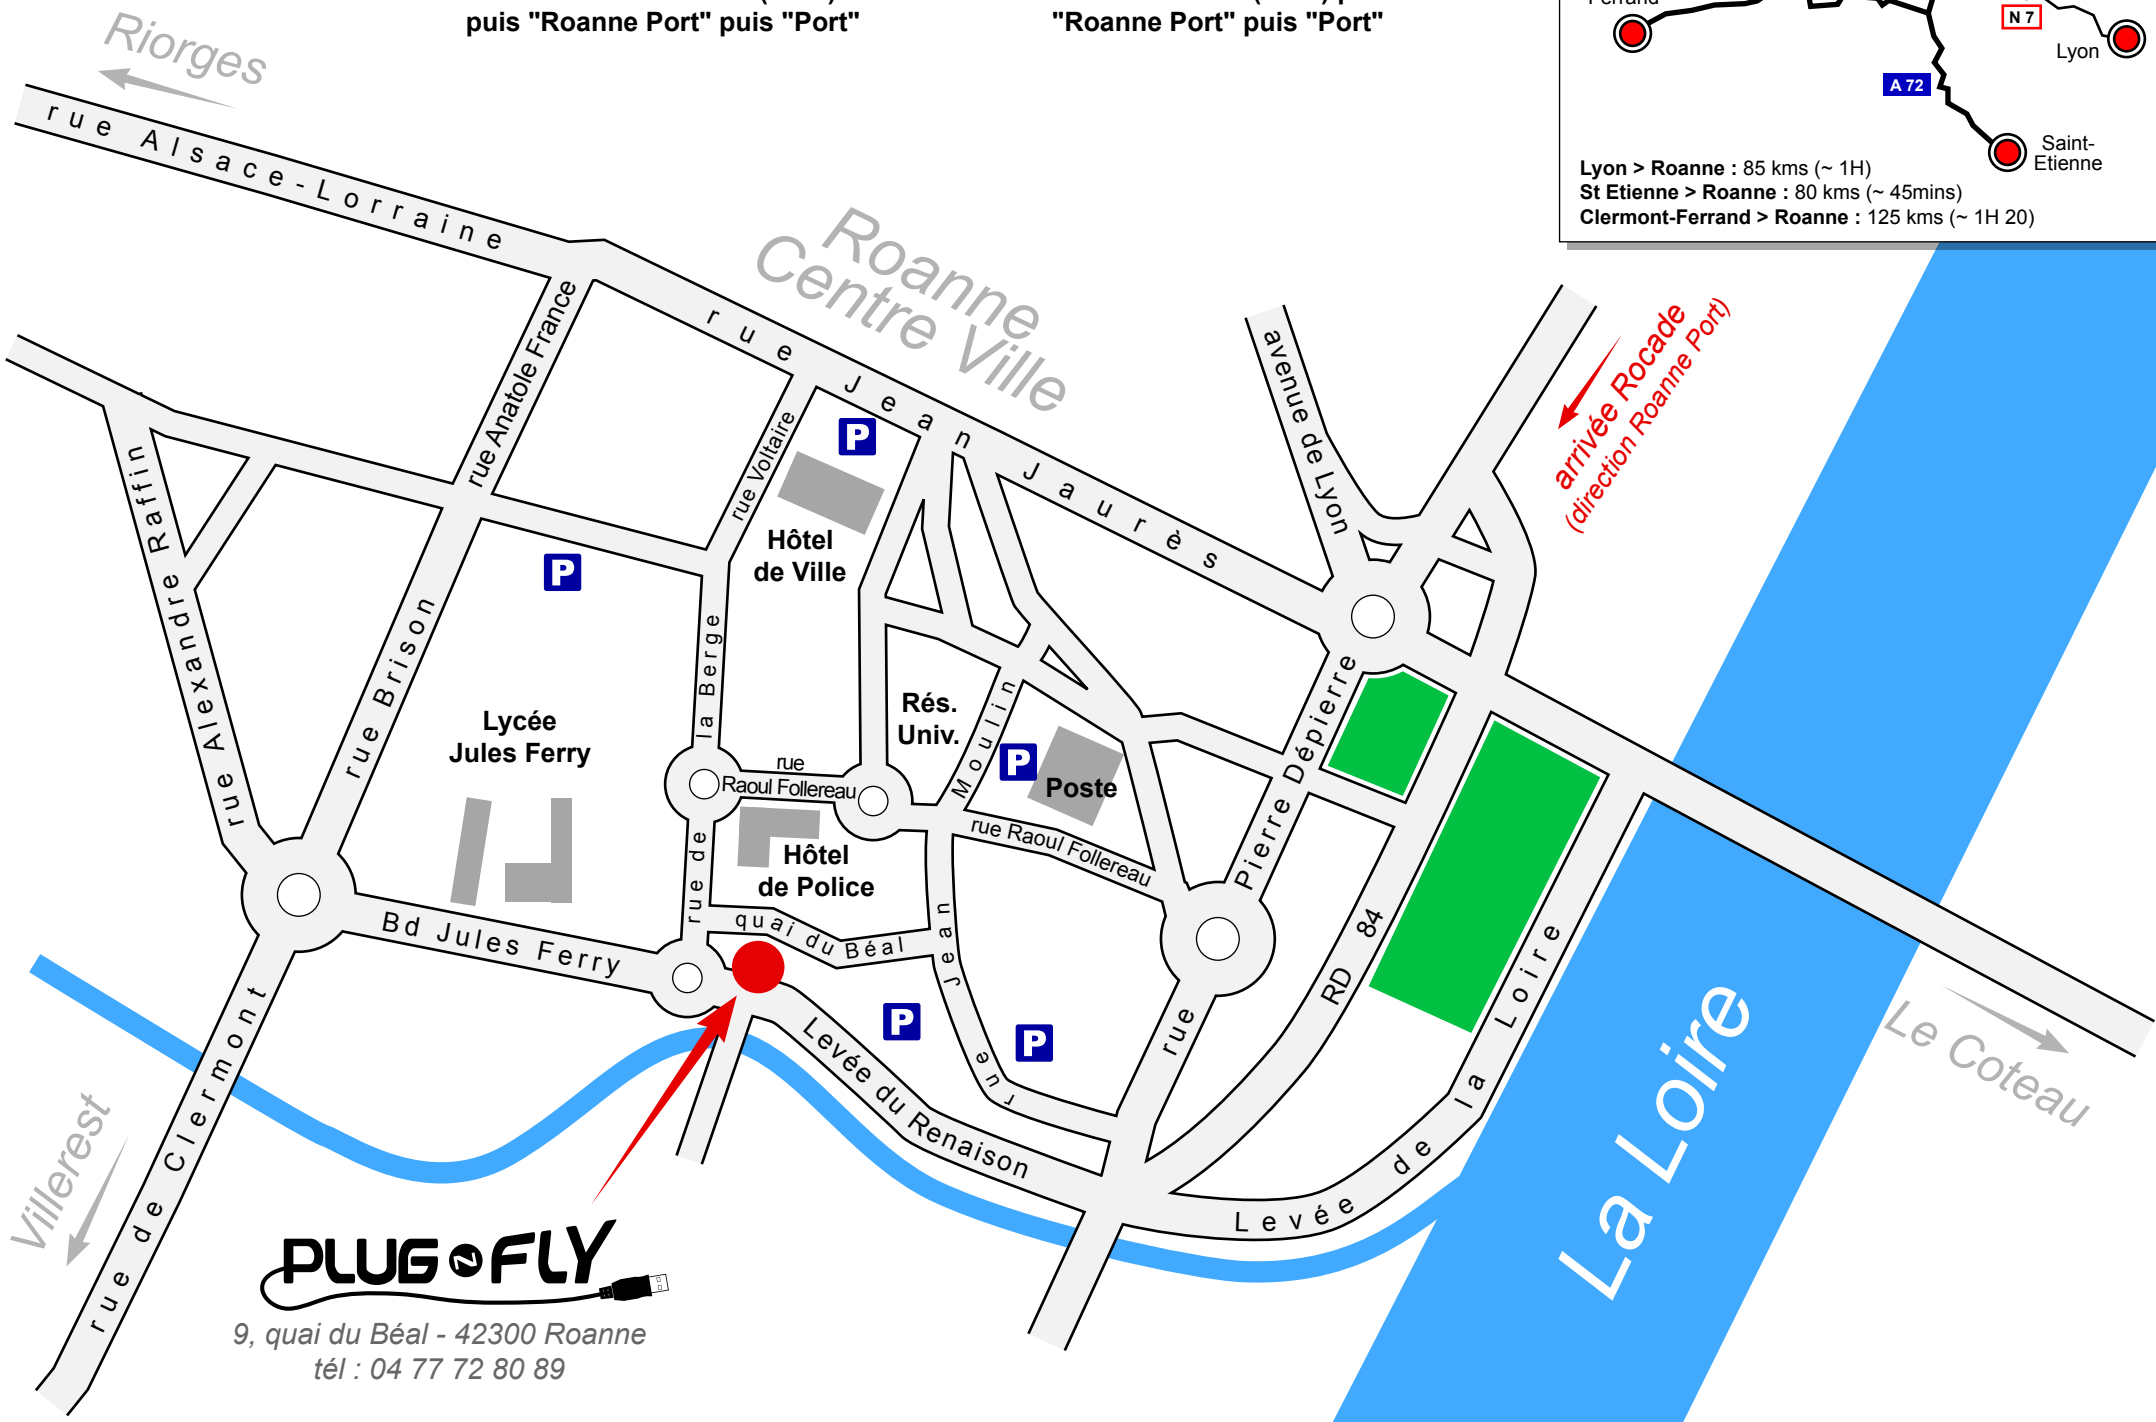 puis "Roanne Port" puis "Port"
"Roanne Port" puis "Port"
N 7
Lyon
A 72
Saint-
Etienne
Lyon > Roanne : 85 kms (~ 1H)
St Etienne > Roanne : 80 kms (~ 45mins)
Clermont-Ferrand > Roanne : 125 kms (~ 1H 20)
Riorges
rue Alsace-Lorraine
Roanne
Centre Ville
rue Jean Jaurès
rue Anatole France
rue Voltaire
avenue de Lyon
arrivée Rocade
(direction Roanne Port)
P
Hôtel
de Ville
P
rue Alexandre Raffin
rue Brison
Lycée
Jules Ferry
rue de la Berge
Rés.
Univ.
rue Jean Moulin
P
Poste
rue
Raoul Follereau
rue Raoul Follereau
Hôtel
de Police
rue Pierre Dépierre
RD 84
quai du Béal
Bd Jules Ferry
P
P
Levée du Renaison
Levée de la Loire
La Loire
Le Coteau
rue de Clermont
Villerest
PLUG N FLY
9, quai du Béal - 42300 Roanne
tél : 04 77 72 80 89